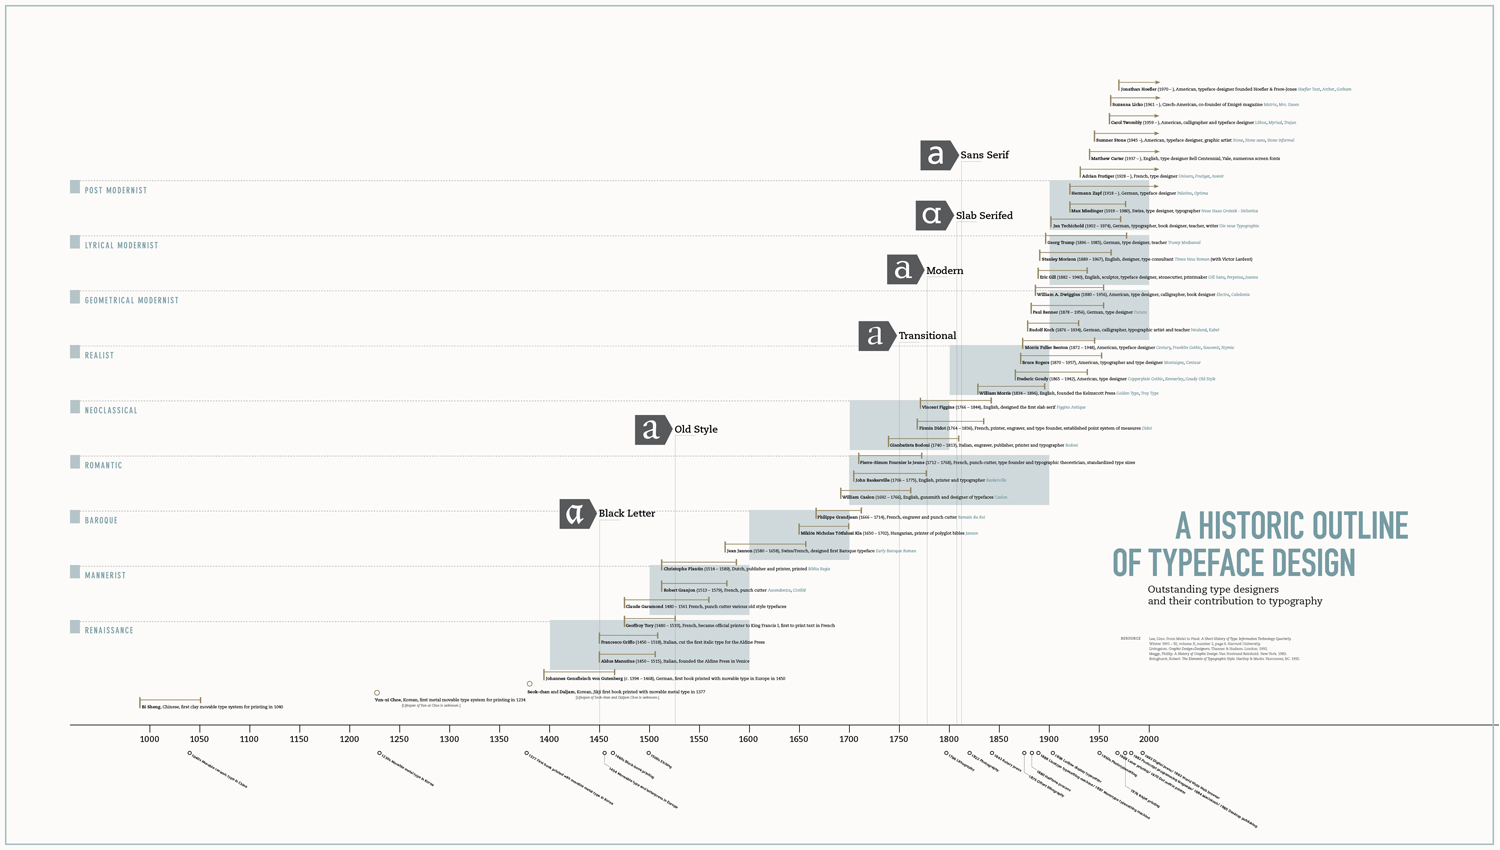 Jonathan Hoefler (1970 – ), American, typeface designer founded Hoefler & Frere-Jones Hoefler Text, Archer, Gotham
Suzanna Licko (1961 – ), Czech-American, co-founder of Emigré magazine Matrix, Mrs. Eaves
Carol Twombly (1959 – ), American, calligrapher and typeface designer Lithos, Myriad, Trajan
Sumner Stone (1945 -), American, typeface designer, graphic artist Stone, Stone sans, Stone informal
a Sans Serif
Matthew Carter (1937 – ), English, type designer Bell Centennial, Yale, numerous screen fonts
Adrian Frutiger (1928 – ), French, type designer Univers, Frutiger, Avenir
POST MODERNIST
Hermann Zapf (1918 – ), German, typeface designer Palatino, Optima
Max Miedinger (1919 – 1980), Swiss, type designer, typographer Neue Haas Grotesk - Helvetica
a Slab Serifed
Jan Tschichold (1902 – 1974), German, typographer, book designer, teacher, writer Die neue Typographie
LYRICAL MODERNIST
Georg Trump (1896 – 1985), German, type designer, teacher Trump Mediaeval
Stanley Morison (1889 – 1967), English, designer, type consultant Times New Roman (with Victor Lardent)
a Modern
Eric Gill (1882 – 1940), English, sculptor, typeface designer, stonecutter, printmaker Gill Sans, Perpetua, Joanna
GEOMETRICAL MODERNIST
William A. Dwiggins (1880 – 1956), American, type designer, calligrapher, book designer Electra, Caledonia
Paul Renner (1878 – 1956), German, type designer Futura
Rudolf Koch (1876 – 1934), German, calligrapher, typographic artist and teacher Neuland, Kabel
a Transitional
Morris Fuller Benton (1872 – 1948), American, typeface designer Century, Franklin Gothic, Souvenir, Stymie
REALIST
Bruce Rogers (1870 – 1957), American, typographer and type designer Montaigne, Centaur
Frederic Goudy (1865 – 1942), American, type designer Copperplate Gothic, Kennerley, Goudy Old Style
William Morris (1834 – 1896), English, founded the Kelmscott Press Golden Type, Troy Type
NEOCLASSICAL
Vincent Figgins (1766 – 1844), English, designed the first slab serif Figgins Antique
a Old Style
Firmin Didot (1764 – 1836), French, printer, engraver, and type founder, established point system of measures Didot
Gianbatista Bodoni (1740 – 1813), Italian, engraver, publisher, printer and typographer Bodoni
ROMANTIC
Pierre-Simon Fournier le Jeune (1712 – 1768), French, punch cutter, type founder and typographic theoretician, standardized type sizes
John Baskerville (1706 – 1775), English, printer and typographer Baskerville
William Caslon (1692 – 1766), English, gunsmith and designer of typefaces Caslon
a Black Letter
BAROQUE
Philippe Grandjean (1666 – 1714), French, engraver and punch cutter Romain du Roi
Miklós Nicholas Tótfalusi Kis (1650 – 1702), Hungarian, printer of polyglot bibles Janson
Jean Jannon (1580 – 1658), Swiss/French, designed first Baroque typeface Early Baroque Roman
MANNERIST
Christophe Plantin (1514 – 1589), Dutch, publisher and printer, printed Biblia Regia
Robert Granjon (1513 – 1579), French, punch cutter Ascendonica, Civilité
Claude Garamond 1480 – 1561 French, punch cutter various old style typefaces
RENAISSANCE
Geoffroy Tory (1480 – 1533), French, became official printer to King Francis I, first to print text in French
Francesco Griffo (1450 – 1518), Italian, cut the first italic type for the Aldine Press
Aldus Manutius (1450 – 1515), Italian, founded the Aldine Press in Venice
Johannes Gensfleisch von Gutenberg (c. 1394 – 1468), German, first book printed with movable type in Europe in 1450
Seok-chan and Daljam, Korean, Jikji first book printed with movable metal type in 1377
[Lifespan of Seok-chan and Daljam Chan is unknown.]
Yun-ui Choe, Korean, first metal movable type system for printing in 1234
[Lifespan of Yun-ui Choe is unknown.]
Bi Sheng, Chinese, first clay movable type system for printing in 1040
A HISTORIC OUTLINE
OF TYPEFACE DESIGN
Outstanding type designers
and their contribution to typography
RESOURCE
1000 1050 1100 1150 1200 1250 1300 1350 1400 1450 1500 1550 1600 1650 1700 1750 1800 1850 1900 1950 2000